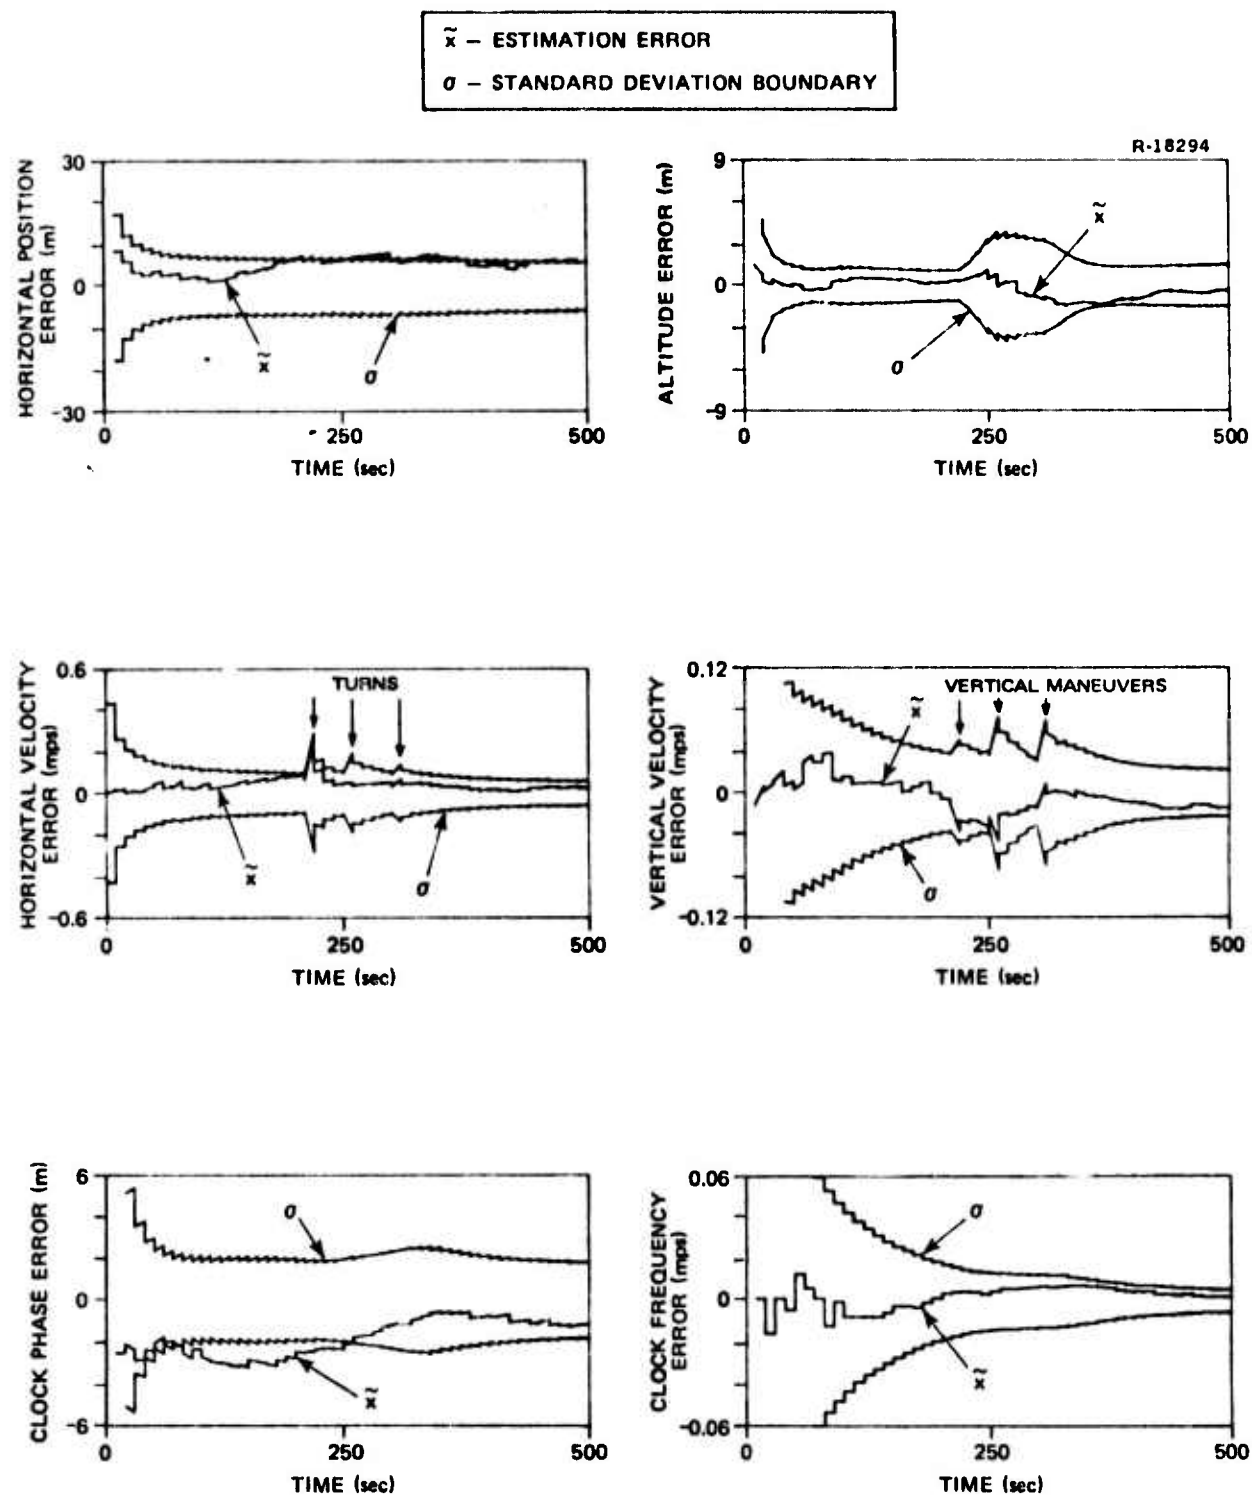 x̃ – ESTIMATION ERROR
σ – STANDARD DEVIATION BOUNDARY
R-18294
HORIZONTAL POSITION
ERROR (m)
30
0
-30
x̃
σ
0
250
500
TIME (sec)
ALTITUDE ERROR (m)
9
0
-9
x̃
σ
0
250
500
TIME (sec)
HORIZONTAL VELOCITY
ERROR (mps)
0.6
0
-0.6
TURNS
x̃
σ
0
250
500
TIME (sec)
VERTICAL VELOCITY
ERROR (mps)
0.12
0
-0.12
VERTICAL MANEUVERS
x̃
σ
0
250
500
TIME (sec)
CLOCK PHASE ERROR (m)
6
0
-6
σ
x̃
0
250
500
TIME (sec)
CLOCK FREQUENCY
ERROR (mps)
0.06
0
-0.06
σ
x̃
0
250
500
TIME (sec)